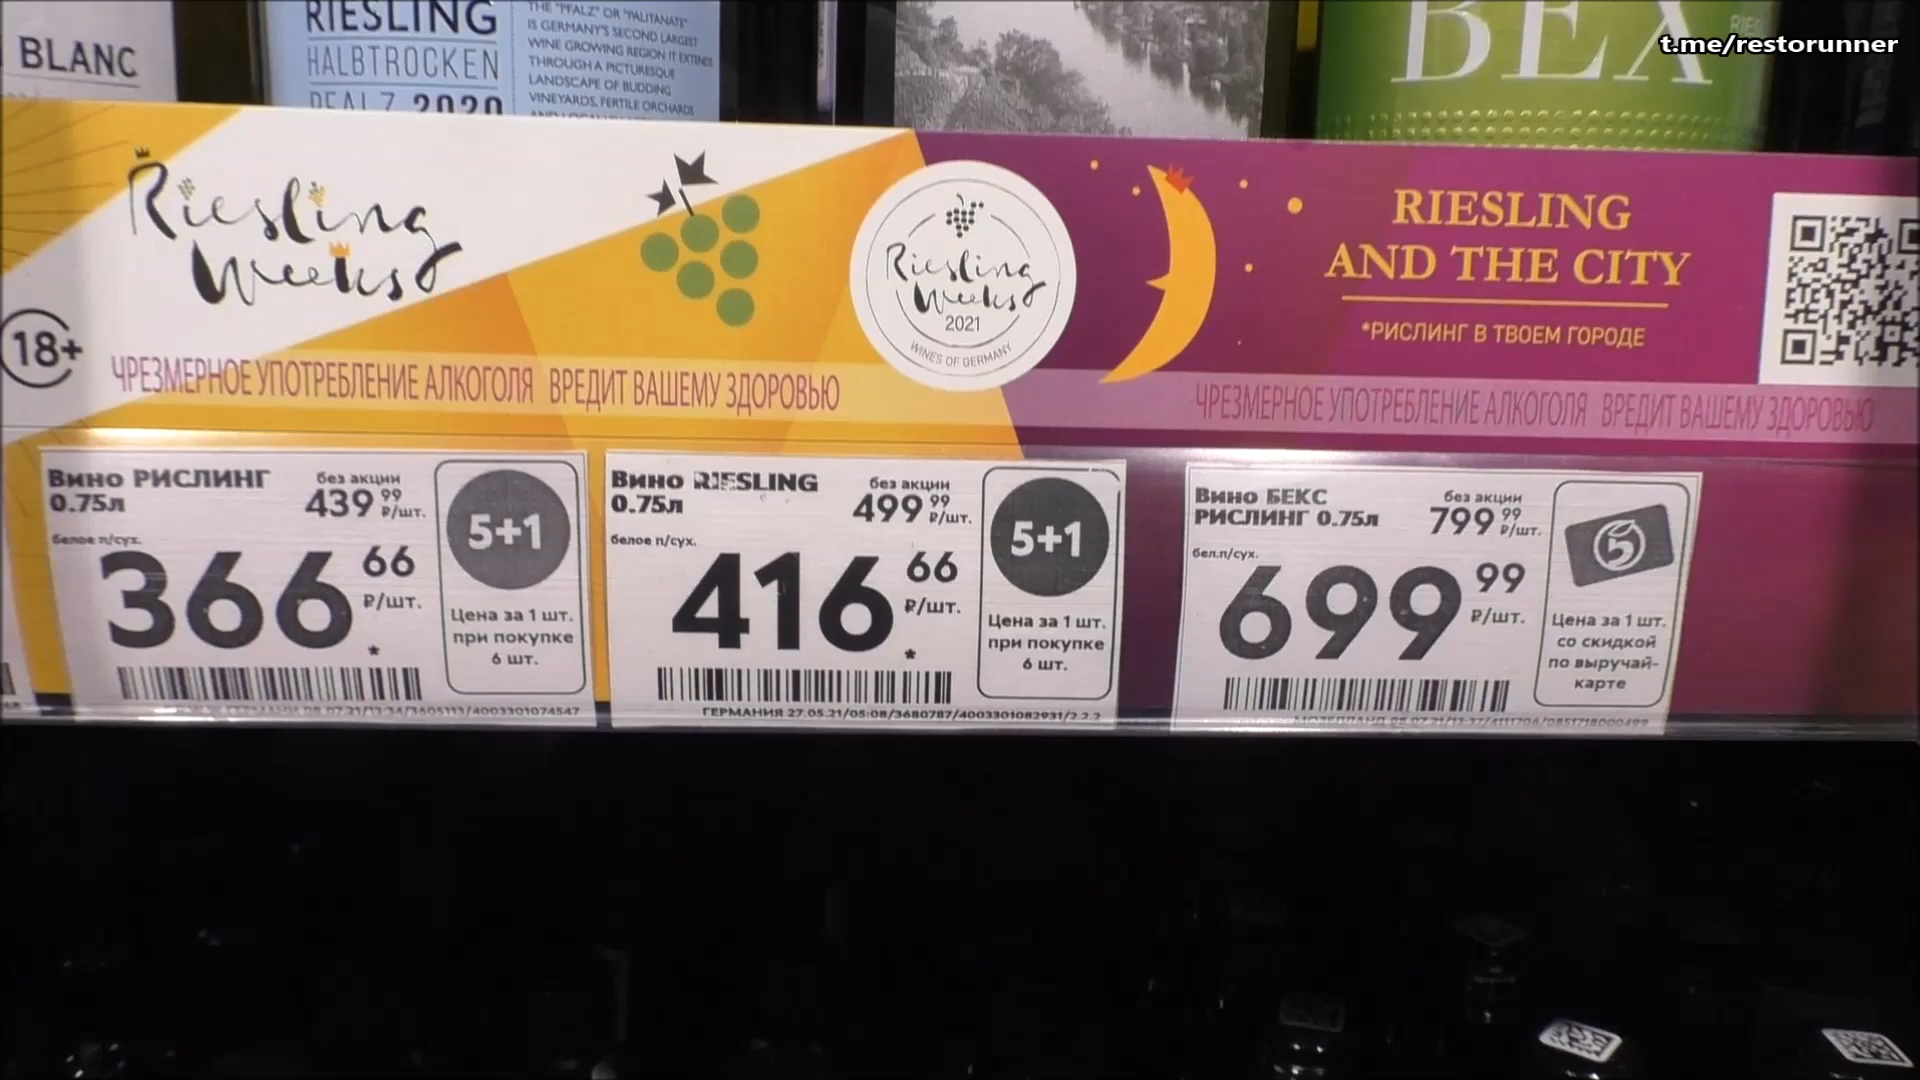 t.me/restorunner
BLANC
RIESLING
HALBTROCKEN
PFALZ 2020
THE "PFALZ" OR "PALITANATE"
IS GERMANY'S SECOND LARGEST
WINE GROWING REGION. IT EXTENDS
THROUGH A PICTURESQUE
LANDSCAPE OF BUDDING
VINEYARDS, FERTILE ORCHARDS
BEX
RIES
Riesling
Weeks
18+
ЧРЕЗМЕРНОЕ УПОТРЕБЛЕНИЕ АЛКОГОЛЯ ВРЕДИТ ВАШЕМУ ЗДОРОВЬЮ
Riesling
Weeks
2021
WINES OF GERMANY
RIESLING
AND THE CITY
*РИСЛИНГ В ТВОЕМ ГОРОДЕ
ЧРЕЗМЕРНОЕ УПОТРЕБЛЕНИЕ АЛКОГОЛЯ ВРЕДИТ ВАШЕМУ ЗДОРОВЬЮ
Вино РИСЛИНГ
0.75л
без акции
439 99 ₽/шт.
белое п/сух.
366. 66 ₽/шт.
*
5+1
Цена за 1 шт.
при покупке
6 шт.
Вино RIESLING
0.75л
без акции
499 99 ₽/шт.
белое п/сух.
416. 66 ₽/шт.
*
5+1
Цена за 1 шт.
при покупке
6 шт.
ГЕРМАНИЯ 27.05.21/05:08/3680787/4003301082931/2.2.2
Вино БЕКС
РИСЛИНГ 0.75л
без акции
799 99 ₽/шт.
бел.п/сух.
699 99 ₽/шт.
5
Цена за 1 шт.
со скидкой
по выручай-
карте